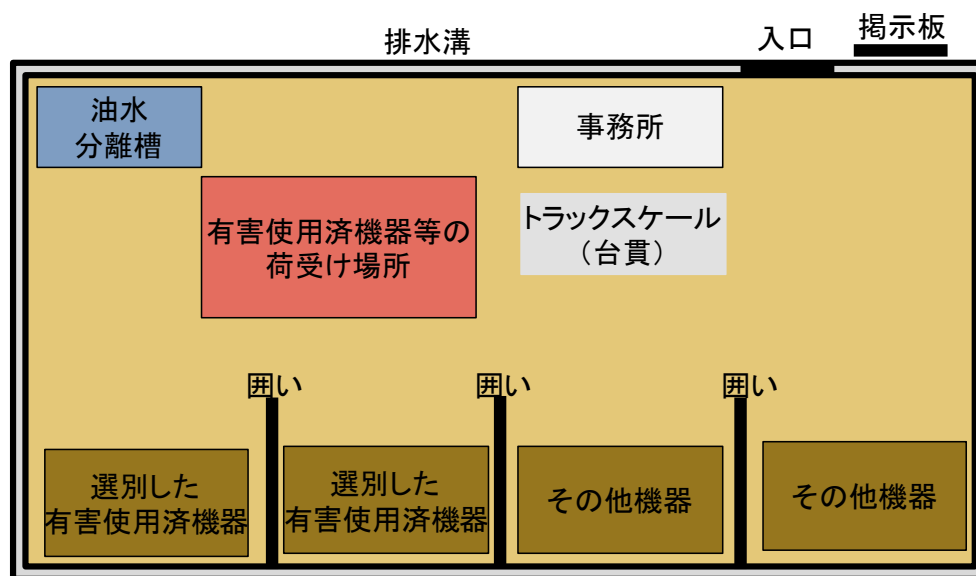 排水溝
入口
掲示板
油水
分離槽
事務所
有害使用済機器等の
荷受け場所
トラックスケール
（台貫）
囲い
囲い
囲い
選別した
有害使用済機器
選別した
有害使用済機器
その他機器
その他機器